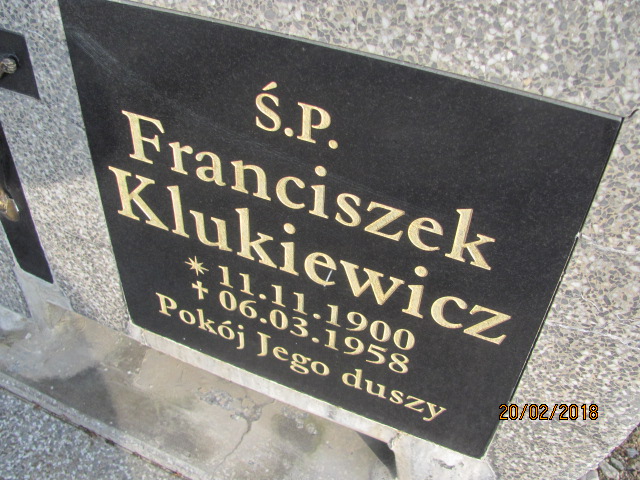 Ś.P.
Franciszek
Klukiewicz
* 11.11.1900
✝ 06.03.1958
Pokój Jego duszy
20/02/2018